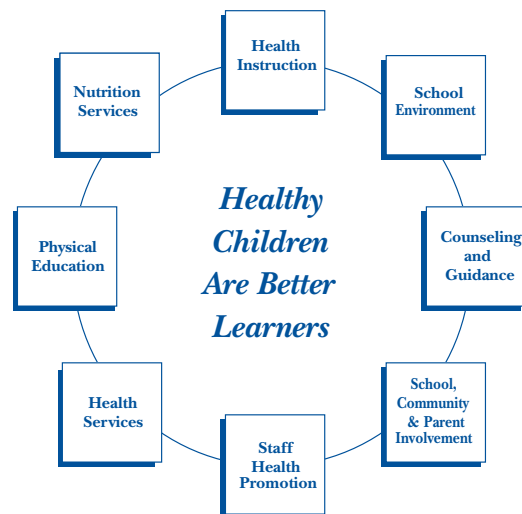 Health
Instruction
School
Environment
Counseling
and
Guidance
School,
Community
& Parent
Involvement
Staff
Health
Promotion
Health
Services
Physical
Education
Nutrition
Services
Healthy
Children
Are Better
Learners